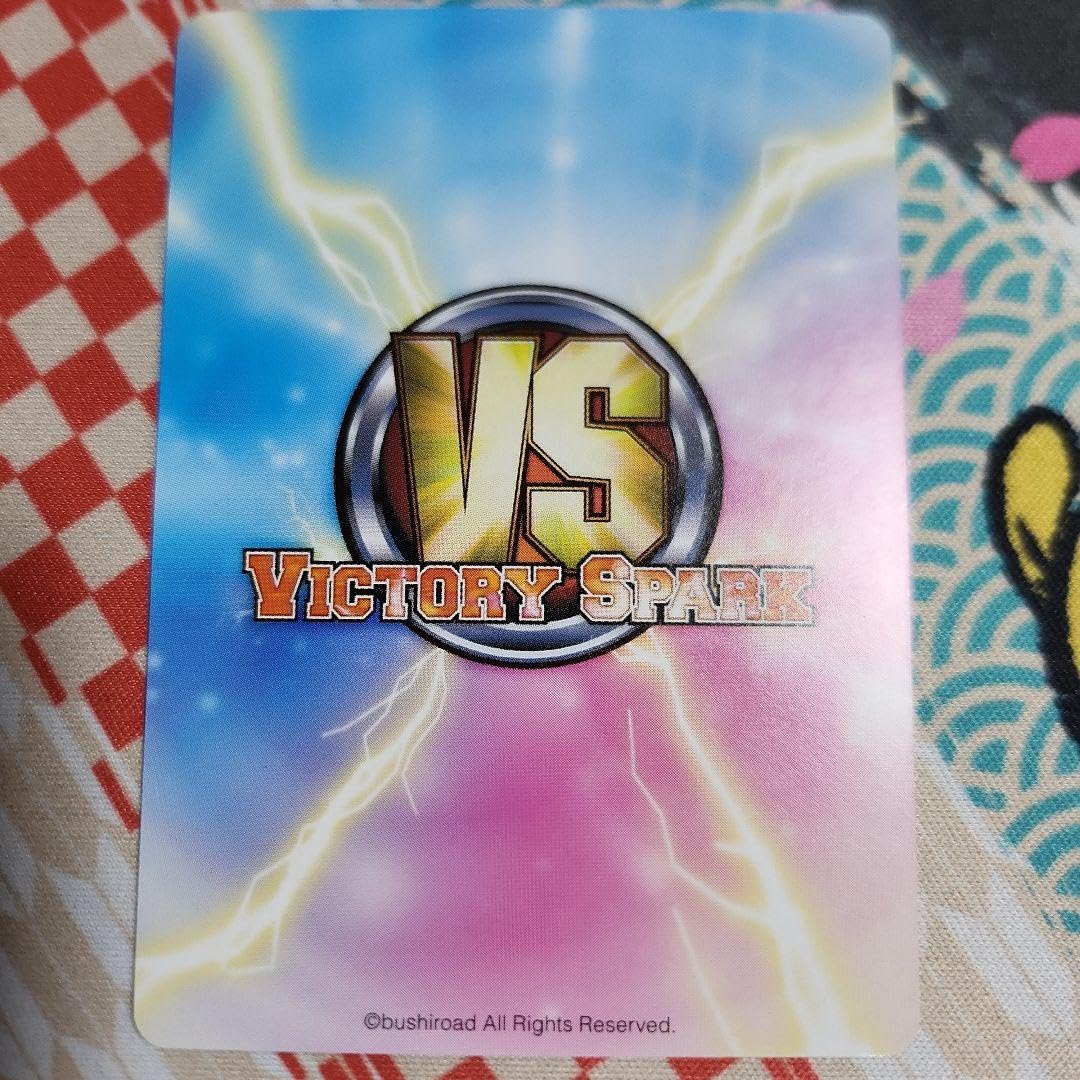 VS
VICTORY SPARK
©bushiroad All Rights Reserved.